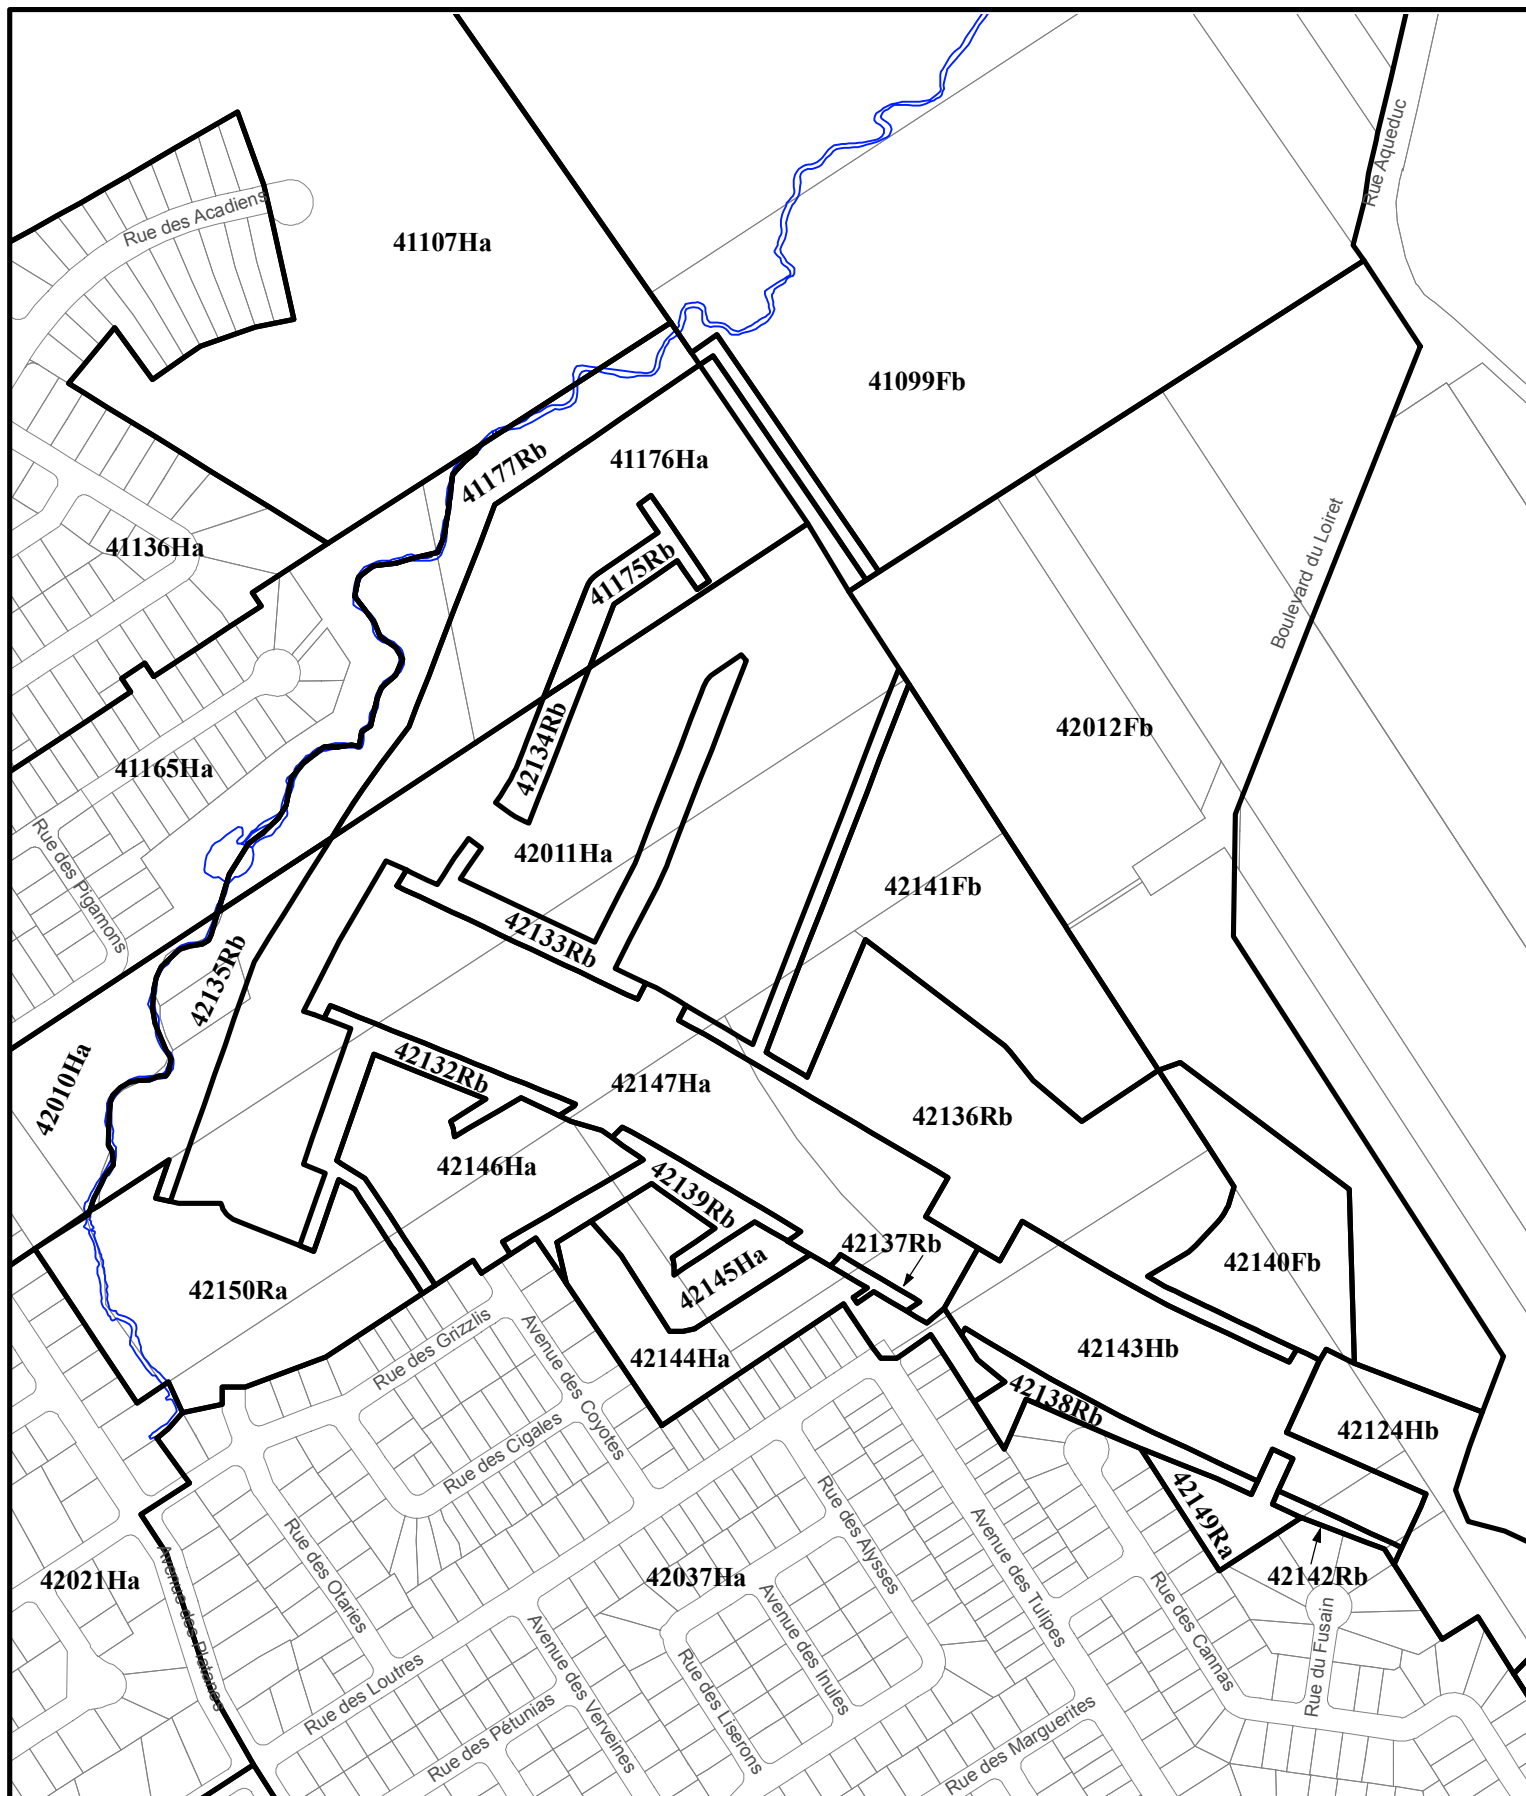 Rue Aqueduc
Rue des Acadiens
41107Ha
41099Fb
41177Rb
41176Ha
41136Ha
41175Rb
Boulevard du Loiret
42134Rb
42012Fb
41165Ha
42011Ha
Rue des Pigamons
42141Fb
42133Rb
42135Rb
42010Ha
42132Rb
42147Ha
42136Rb
42146Ha
42139Rb
42137Rb
42145Ha
42140Fb
42150Ra
Rue des Grizzlis
Avenue des Coyotes
42144Ha
42143Hb
42138Rb
42124Hb
Rue des Cigales
42149Ra
Rue des Alysses
Avenue des Tulipes
Rue des Otaries
42021Ha
Avenue des Platanes
42037Ha
42142Rb
Avenue des Inules
Rue des Cannas
Rue du Fusain
Rue des Loutres
Avenue des Verveines
Rue des Liserons
Rue des Pétunias
Rue des Marguerites